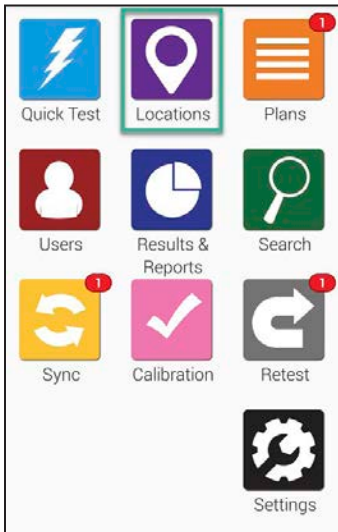 1
Quick Test
Locations
Plans
Users
Results &
Reports
Search
1
1
Sync
Calibration
Retest
Settings